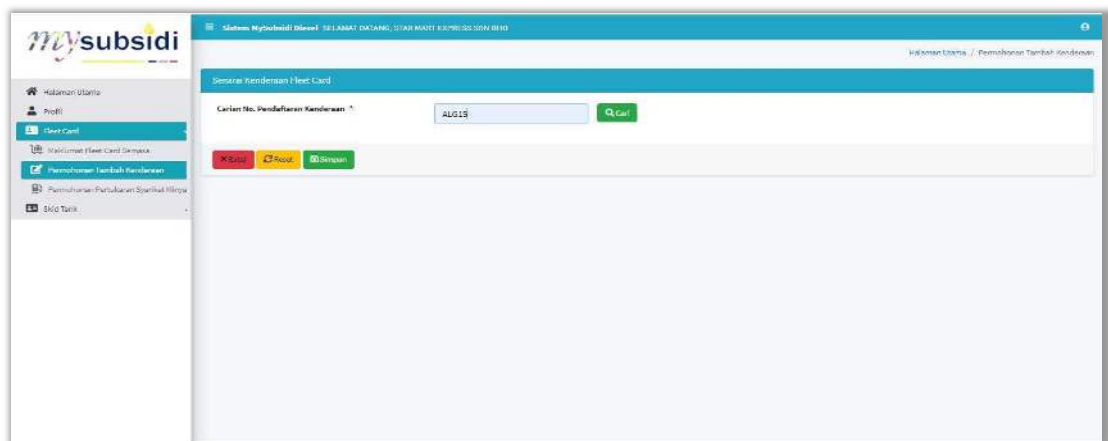 mysubsidi
Sistem MySubsidi Diesel SELAMAT DATANG, STAR MART EXPRESS SDN BHD
Halaman Utama / Permohonan Tambah Kenderaan
Halaman Utama
Profil
Fleet Card
Maklumat Fleet Card Semasa
Permohonan Tambah Kenderaan
Permohonan Pertukaran Syarikat Minya
Skid Tank
Senarai Kenderaan Fleet Card
Carian No. Pendaftaran Kenderaan *
ALG15
Cari
Batal
Reset
Simpan